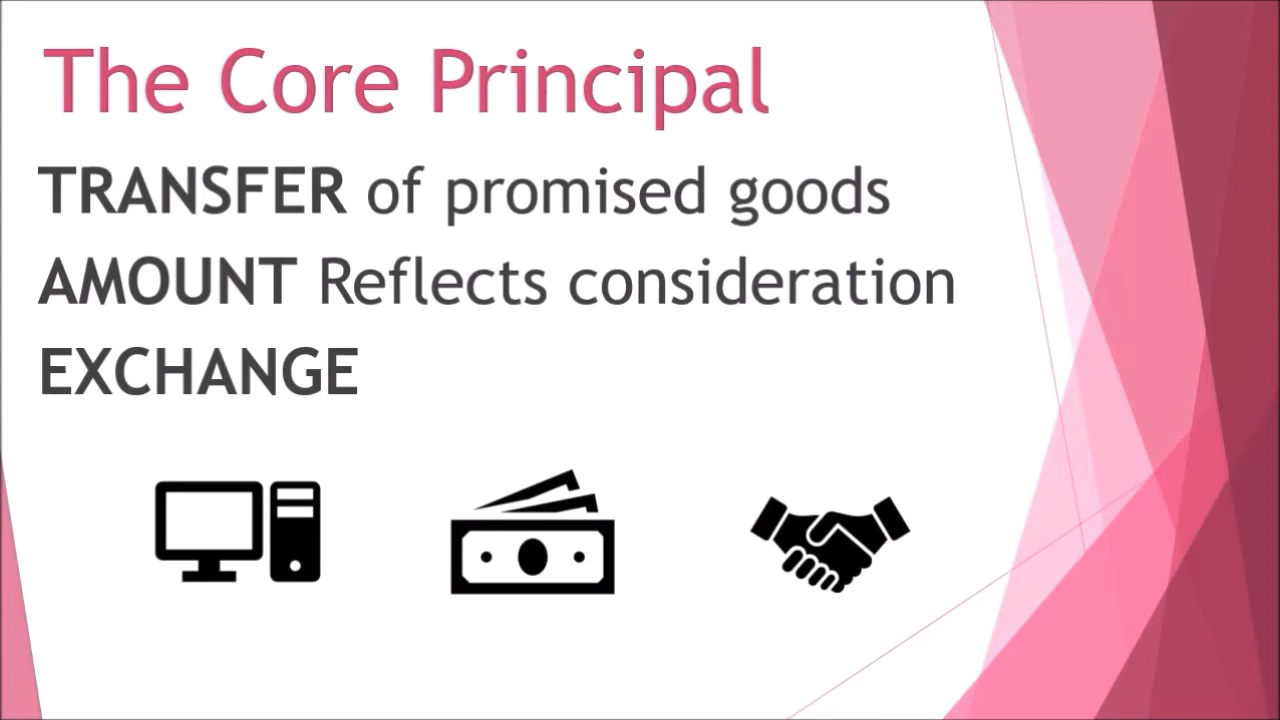 The Core Principal
TRANSFER of promised goods
AMOUNT Reflects consideration
EXCHANGE